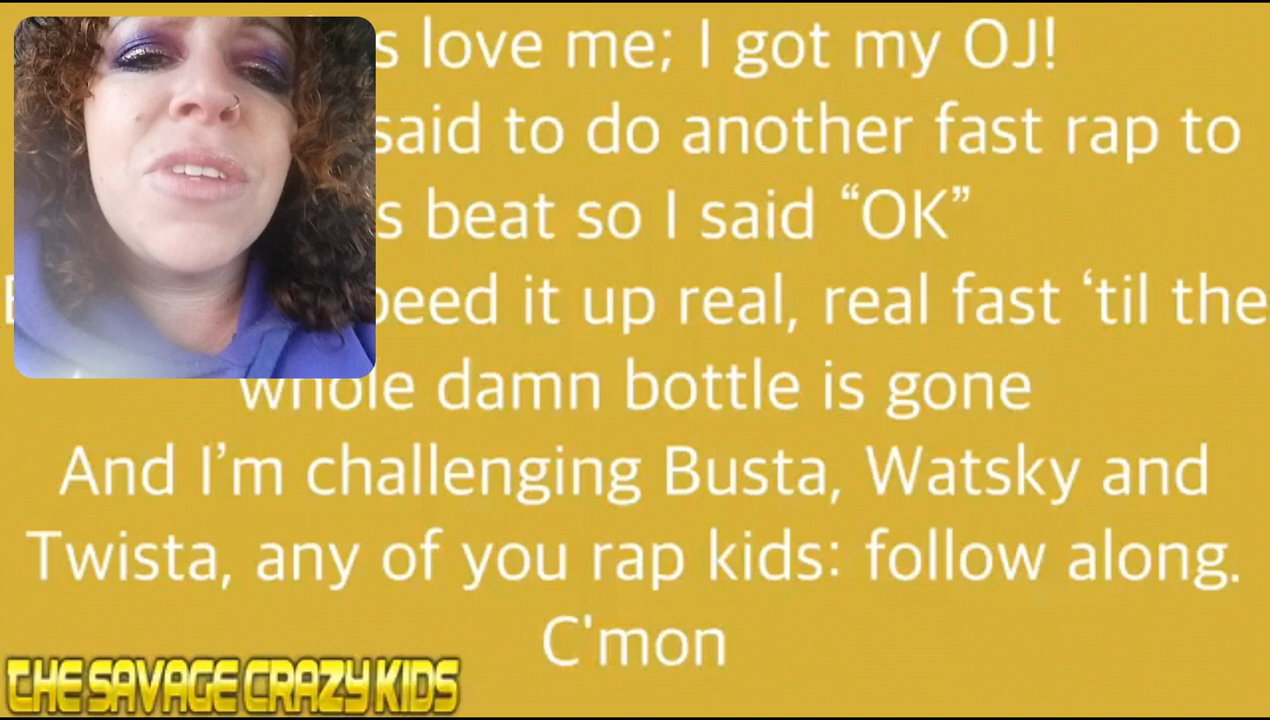 love me; I got my OJ!
said to do another fast rap to
beat so I said “OK”
it up real, real fast ‘til the
whole damn bottle is gone
And I’m challenging Busta, Watsky and
Twista, any of you rap kids: follow along.
C'mon
THE SAVAGE CRAZY KIDS